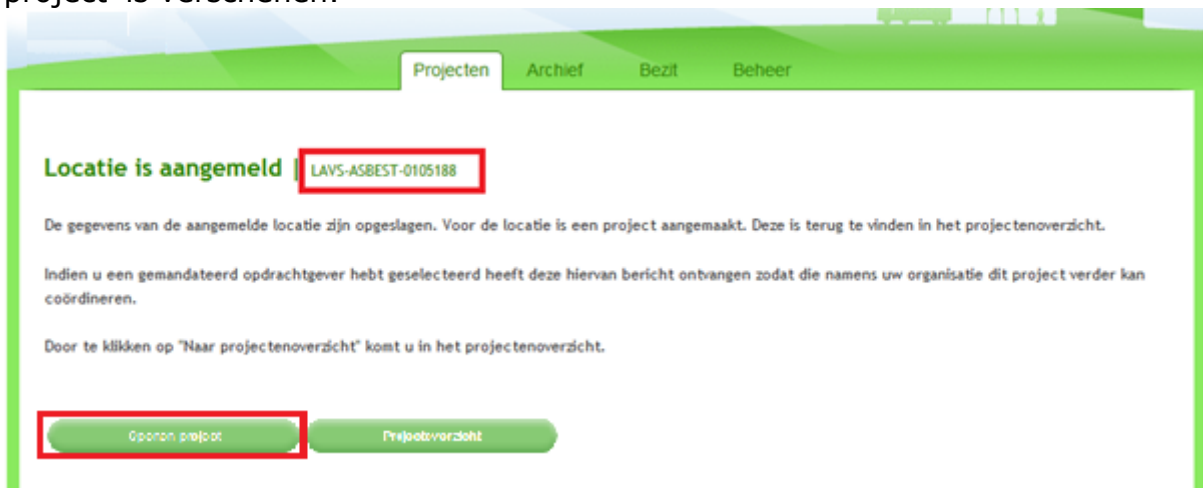 project' is verschenen.
Projecten Archief Bezit Beheer
Locatie is aangemeld | LAVS-ASBEST-0105188
De gegevens van de aangemelde locatie zijn opgeslagen. Voor de locatie is een project aangemaakt. Deze is terug te vinden in het projectenoverzicht.
Indien u een gemandateerd opdrachtgever hebt geselecteerd heeft deze hiervan bericht ontvangen zodat die namens uw organisatie dit project verder kan
coördineren.
Door te klikken op "Naar projectenoverzicht" komt u in het projectenoverzicht.
Openen project Projectoverzicht